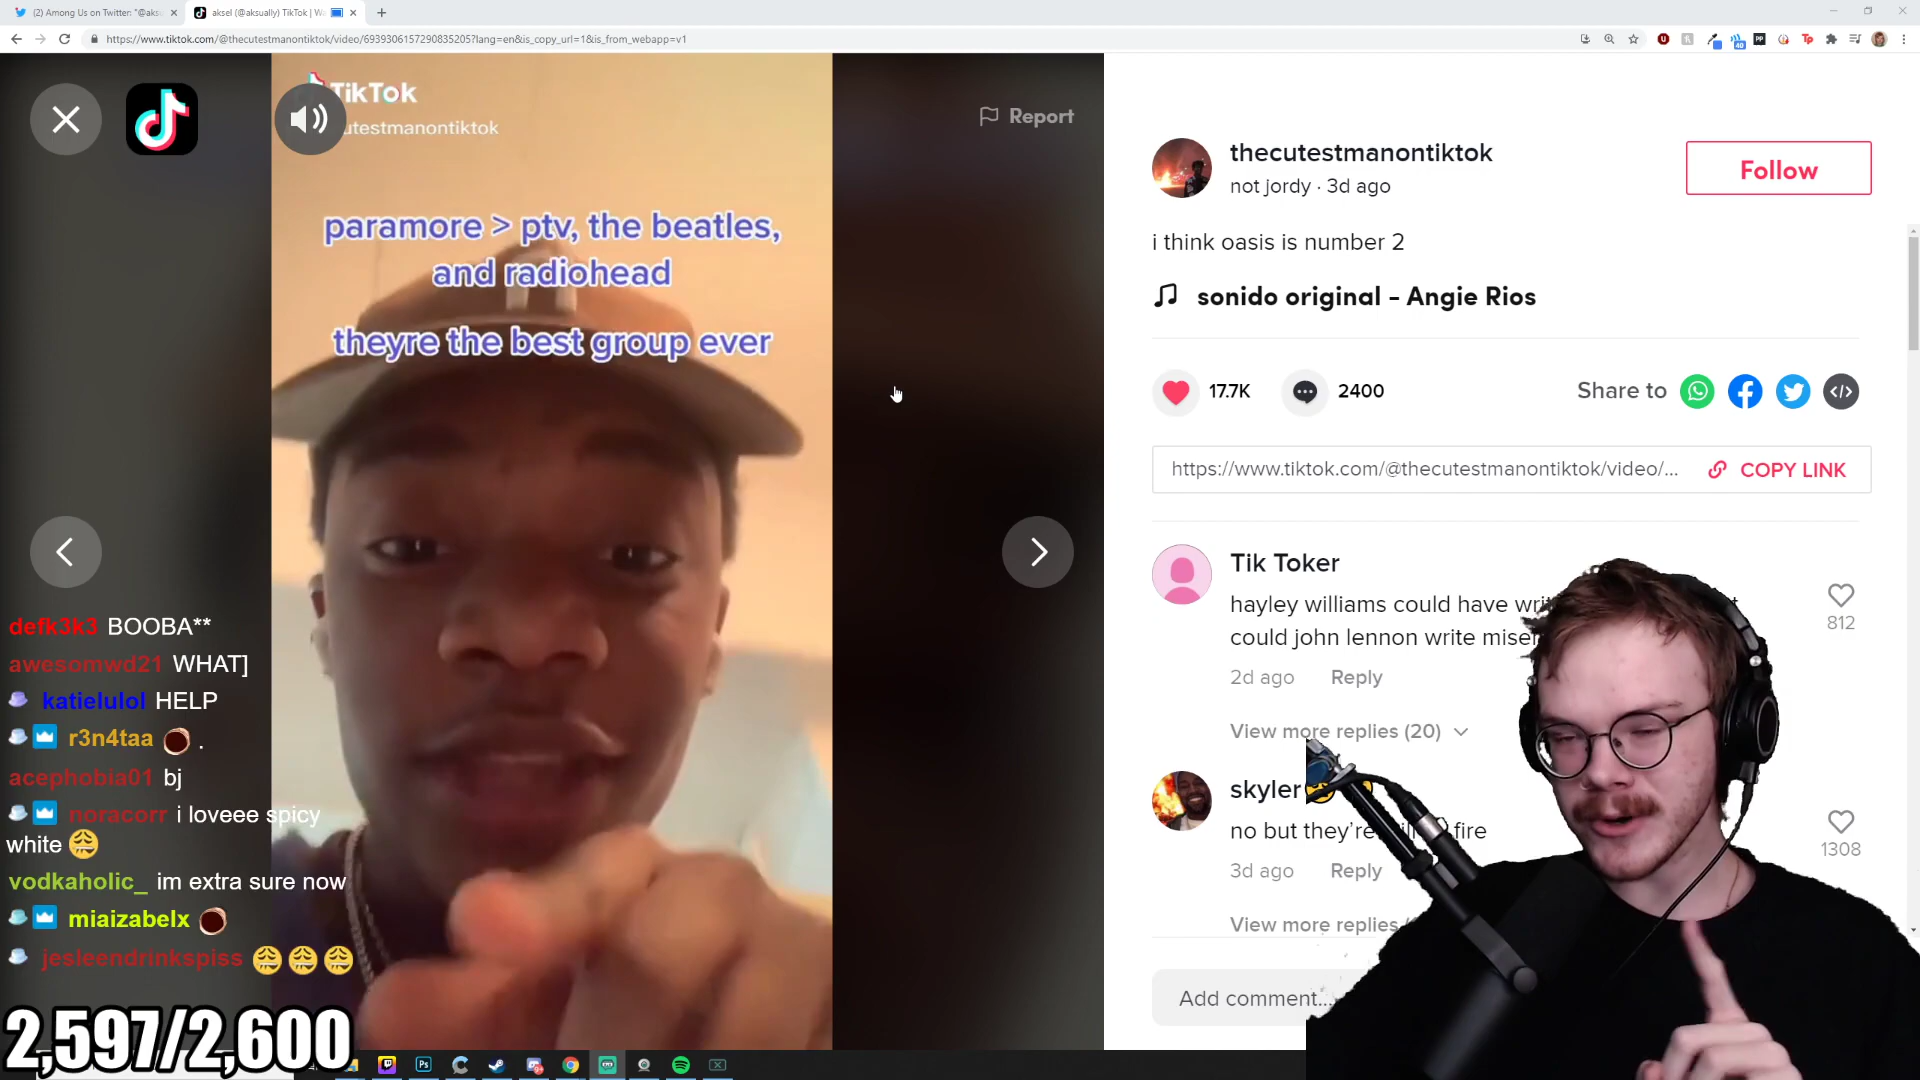 (2) Among Us on Twitter: "@aks
aksel (@aksually) TikTok | W
https://www.tiktok.com/@thecutestmanontiktok/video/6939306157290835205?lang=en&is_copy_url=1&is_from_webapp=v1
TikTok
utestmanontiktok
Report
paramore > ptv, the beatles,
and radiohead
theyre the best group ever
thecutestmanontiktok
not jordy · 3d ago
Follow
i think oasis is number 2
sonido original - Angie Rios
17.7K
2400
Share to
https://www.tiktok.com/@thecutestmanontiktok/video/...
COPY LINK
Tik Toker
hayley williams could have
could john lennon write
812
2d ago
Reply
View more replies (20)
skyler
no but they're fire
1308
3d ago
Reply
View more replies
Add comment...
defk3k3 BOOBA**
awesomwd21 WHAT]
katielulol HELP
r3n4taa .
acephobia01 bj
noracorr i loveee spicy
white
vodkaholic_ im extra sure now
miaizabelx
jesleendrinkspiss
2,597/2,600